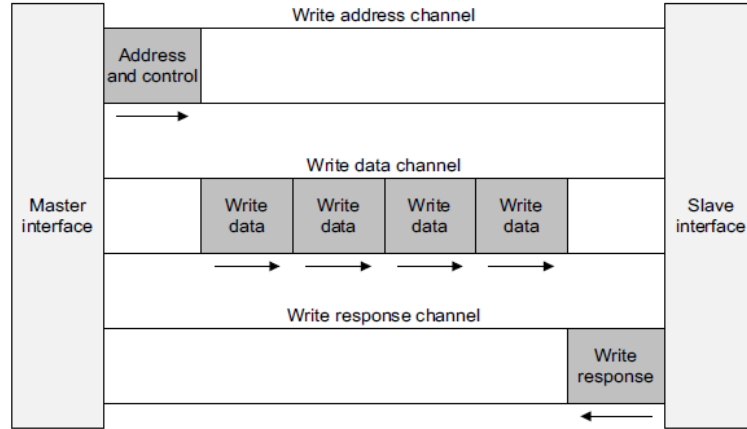 Write address channel
Address
and control
Write data channel
Master
interface
Write
data
Write
data
Write
data
Write
data
Slave
interface
Write response channel
Write
response